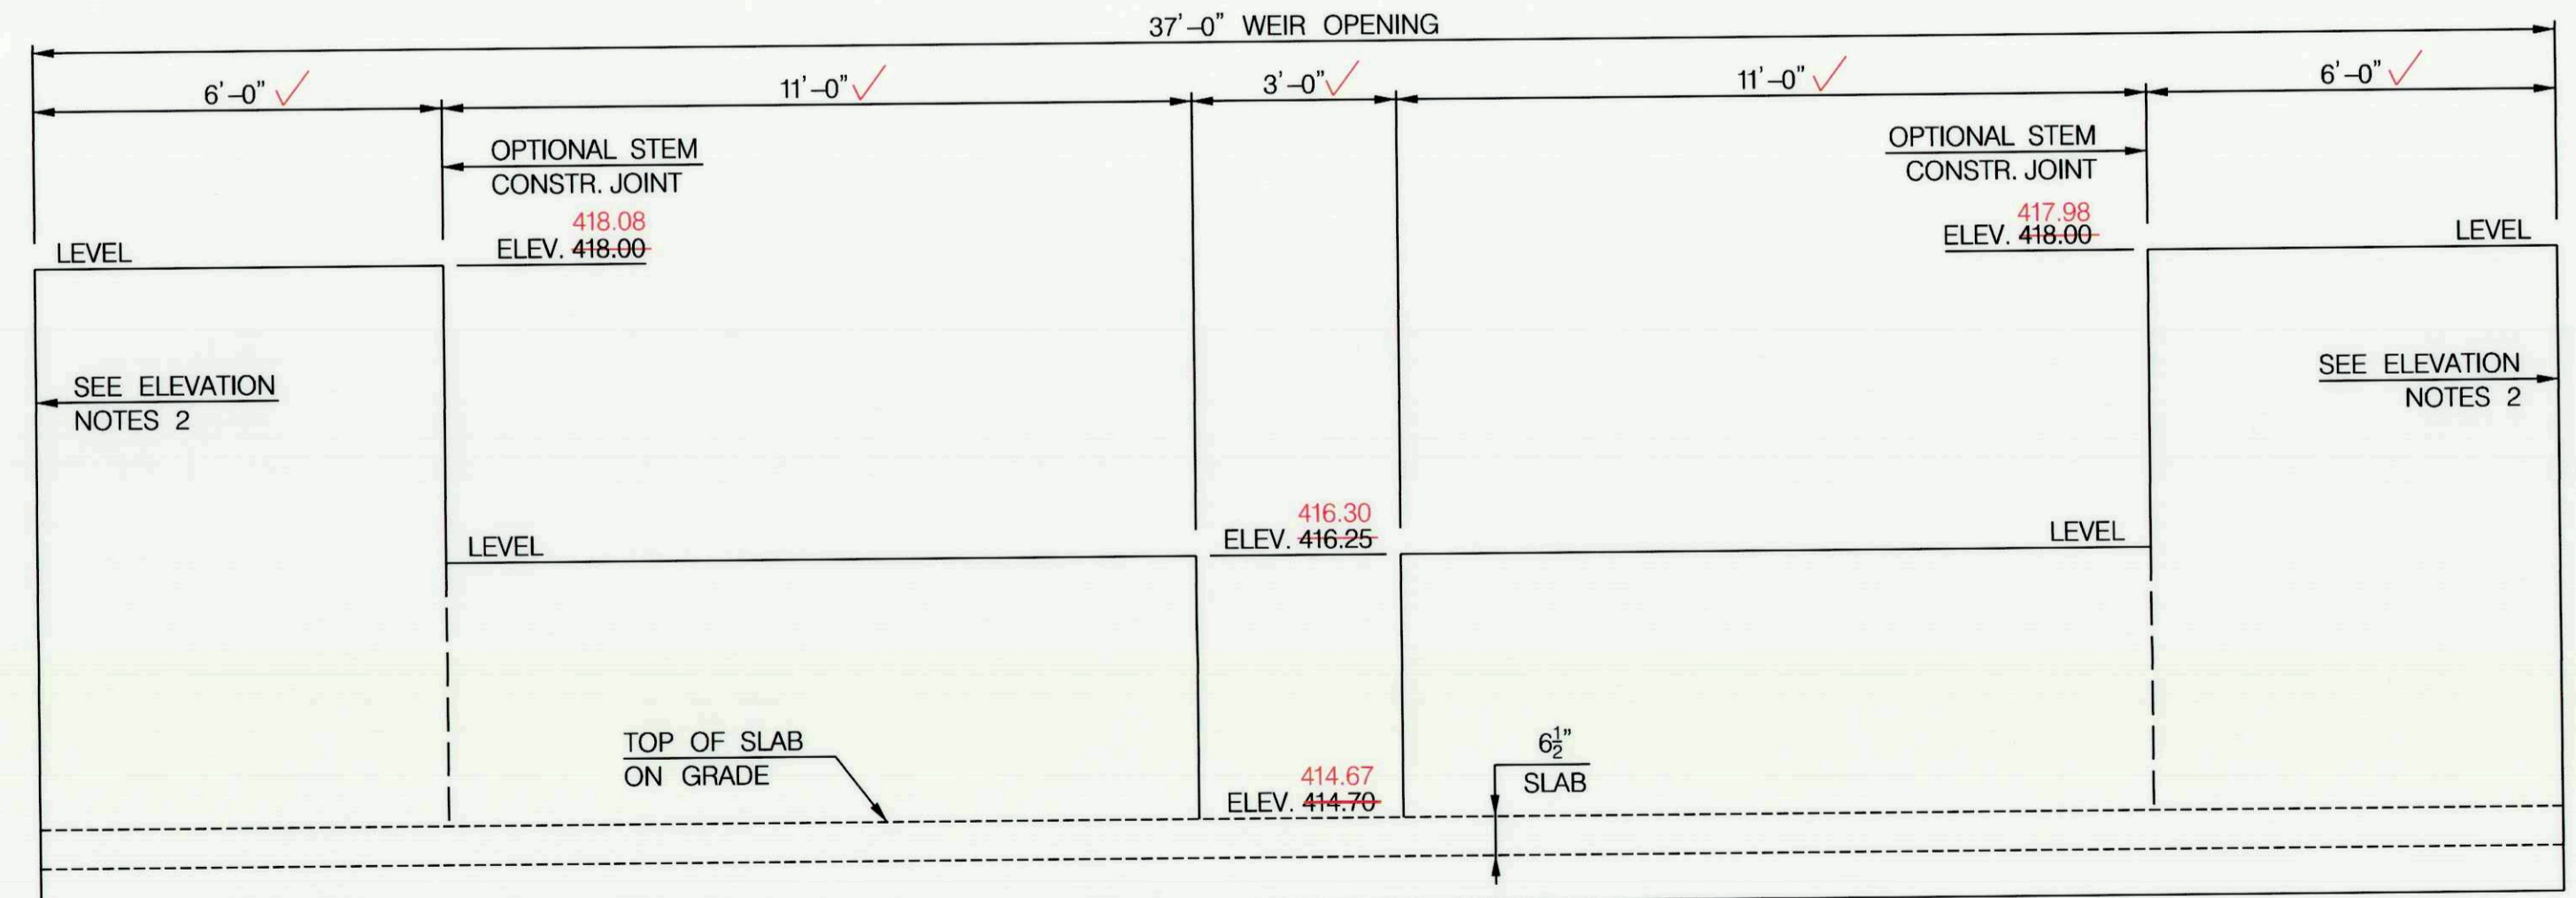 37'-0" WEIR OPENING
6'-0" ✓ 11'-0" ✓ 3'-0" ✓ 11'-0" ✓ 6'-0" ✓
OPTIONAL STEM
CONSTR. JOINT
OPTIONAL STEM
CONSTR. JOINT
418.08
ELEV. 418.00
417.98
ELEV. 418.00
LEVEL
LEVEL
SEE ELEVATION
NOTES 2
SEE ELEVATION
NOTES 2
416.30
ELEV. 416.25
LEVEL
LEVEL
TOP OF SLAB
ON GRADE
6½"
SLAB
414.67
ELEV. 414.70